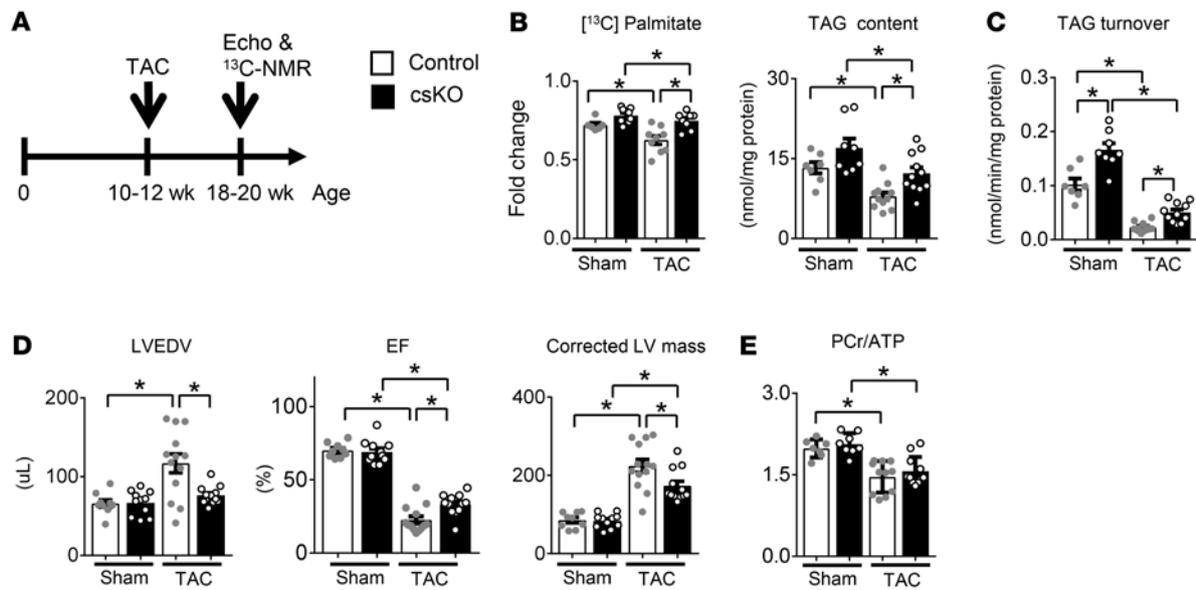 A
TAC
Echo &
¹³C-NMR
0
10-12 wk
18-20 wk
Age
Control
csKO
B
[¹³C] Palmitate
Fold change
1.0
0.5
0.0
*
*
*
Sham
TAC
TAG content
(nmol/mg protein)
30
15
0
*
*
*
Sham
TAC
C
TAG turnover
(nmol/min/mg protein)
0.3
0.2
0.1
0.0
*
*
*
*
Sham
TAC
D
LVEDV
(uL)
200
100
0
*
*
Sham
TAC
EF
(%)
100
50
0
*
*
*
Sham
TAC
Corrected LV mass
400
200
0
*
*
*
Sham
TAC
E
PCr/ATP
3.0
1.5
0.0
*
*
Sham
TAC